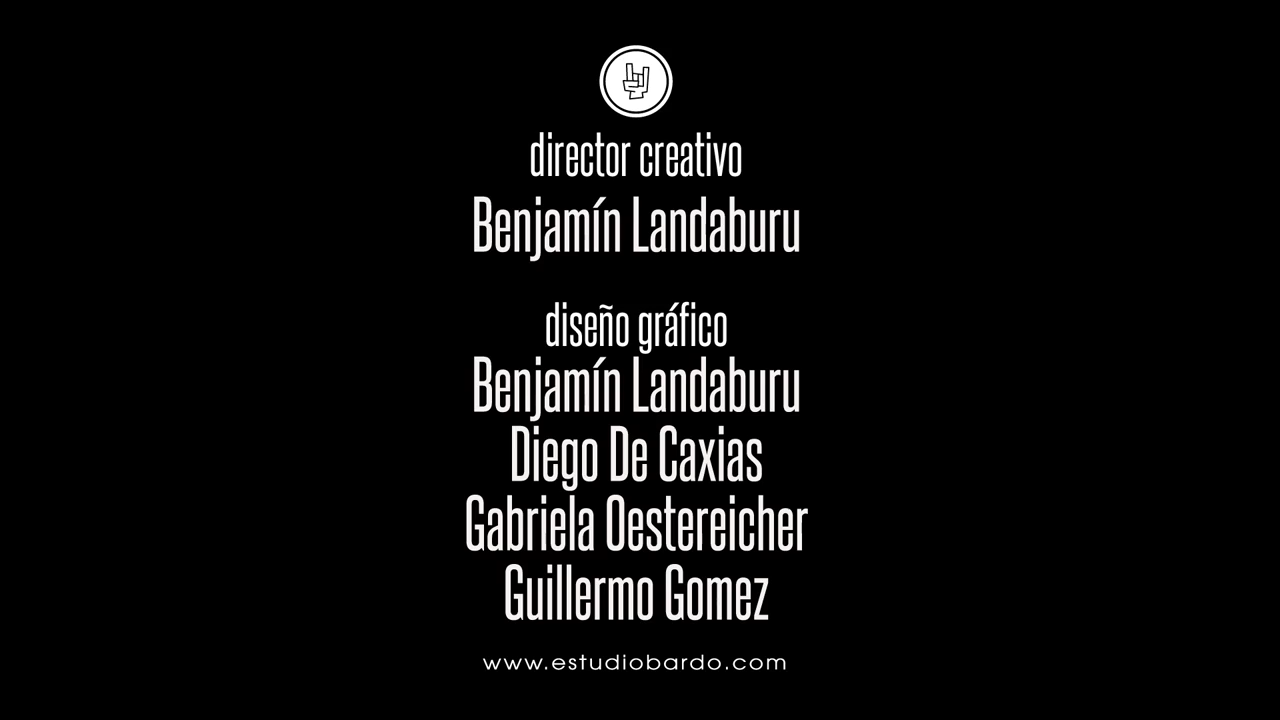 director creativo
Benjamín Landaburu
diseño gráfico
Benjamín Landaburu
Diego De Caxias
Gabriela Oestereicher
Guillermo Gomez
www.estudiobardo.com